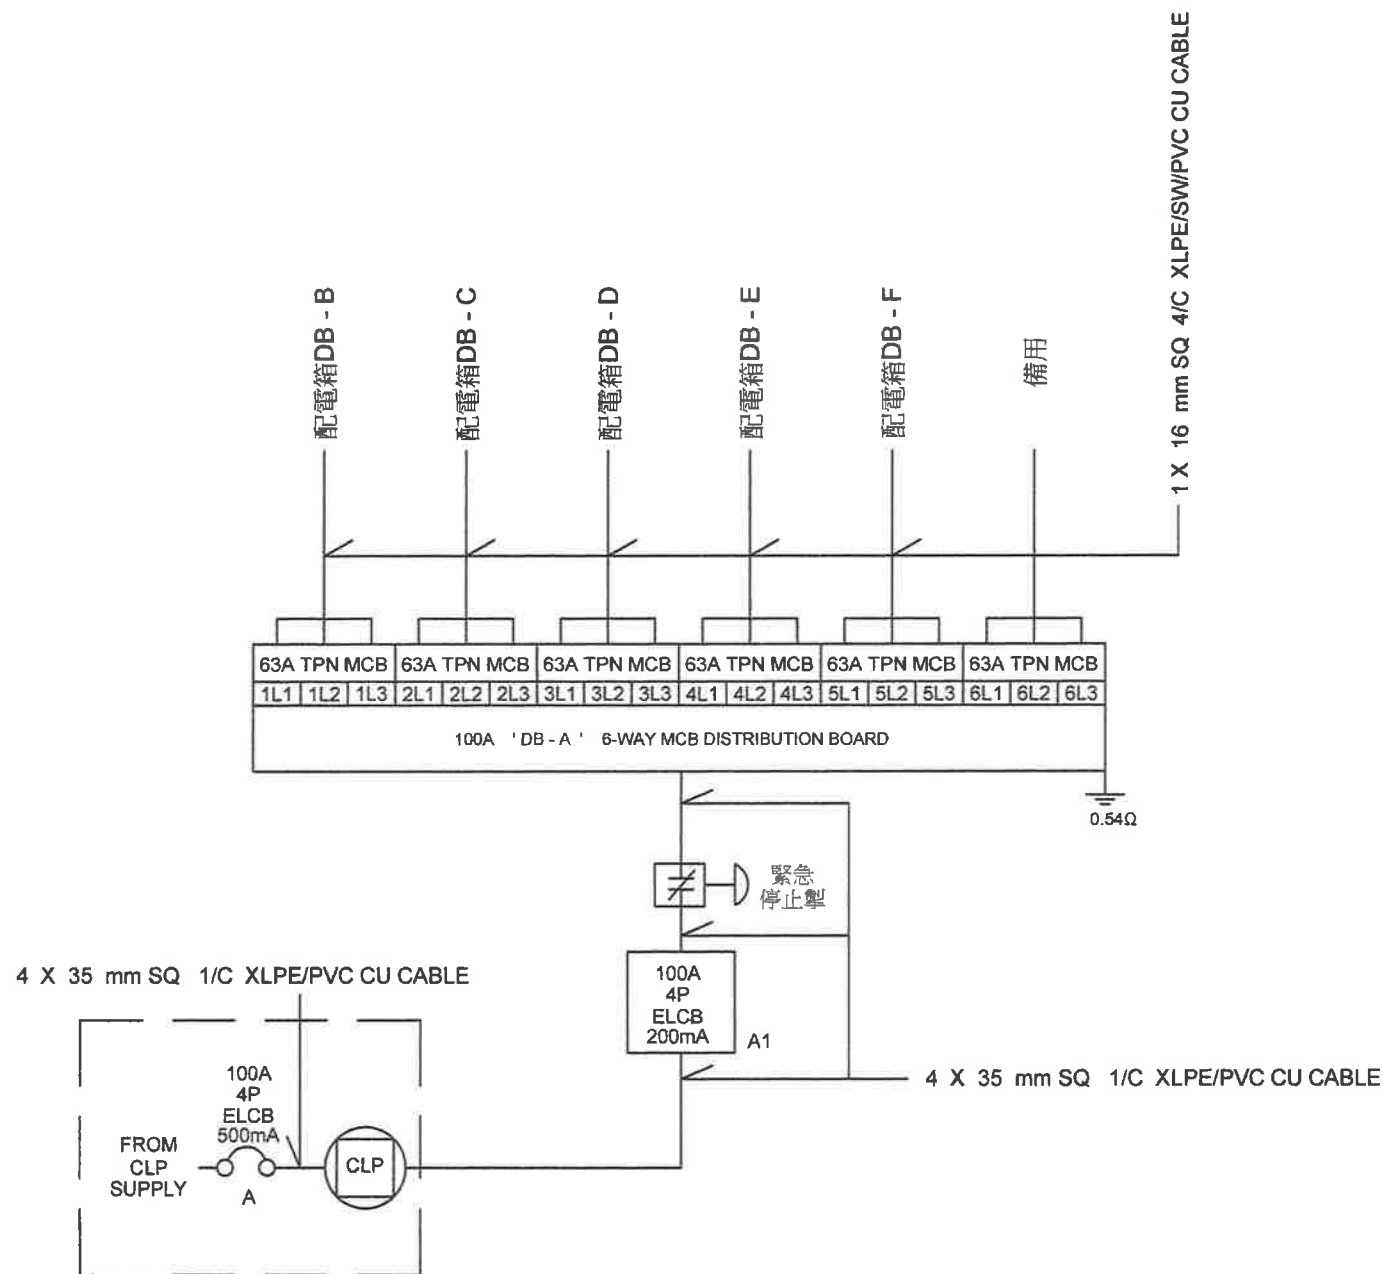 1 X 16 mm SQ 4/C XLPE/SW/PVC CU CABLE
配電箱DB - B
配電箱DB - C
配電箱DB - D
配電箱DB - E
配電箱DB - F
備用
63A TPN MCB 63A TPN MCB 63A TPN MCB 63A TPN MCB 63A TPN MCB 63A TPN MCB
1L1 1L2 1L3 2L1 2L2 2L3 3L1 3L2 3L3 4L1 4L2 4L3 5L1 5L2 5L3 6L1 6L2 6L3
100A ' DB - A ' 6-WAY MCB DISTRIBUTION BOARD
0.54Ω
緊急
停止掣
100A
4P
ELCB
200mA
A1
4 X 35 mm SQ 1/C XLPE/PVC CU CABLE
4 X 35 mm SQ 1/C XLPE/PVC CU CABLE
100A
4P
ELCB
500mA
FROM
CLP
SUPPLY
A
CLP